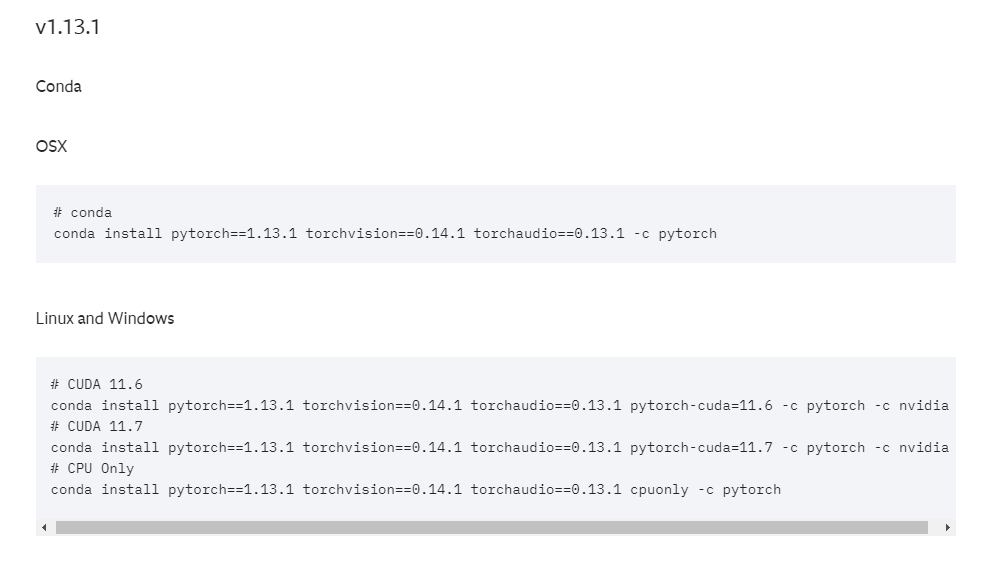 v1.13.1
Conda
OSX
# conda
conda install pytorch==1.13.1 torchvision==0.14.1 torchaudio==0.13.1 -c pytorch
Linux and Windows
# CUDA 11.6
conda install pytorch==1.13.1 torchvision==0.14.1 torchaudio==0.13.1 pytorch-cuda=11.6 -c pytorch -c nvidia
# CUDA 11.7
conda install pytorch==1.13.1 torchvision==0.14.1 torchaudio==0.13.1 pytorch-cuda=11.7 -c pytorch -c nvidia
# CPU Only
conda install pytorch==1.13.1 torchvision==0.14.1 torchaudio==0.13.1 cpuonly -c pytorch